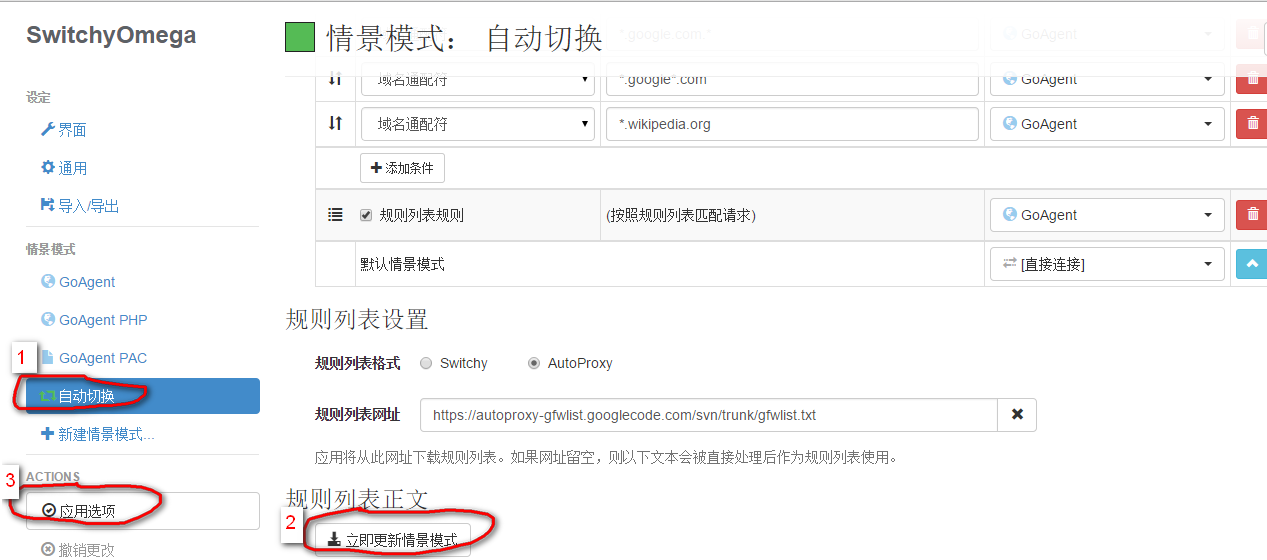 SwitchyOmega
设定
界面
通用
导入/导出
情景模式
GoAgent
GoAgent PHP
1
GoAgent PAC
自动切换
新建情景模式...
3
ACTIONS
应用选项
撤销更改
情景模式： 自动切换
*.google.com.* GoAgent
域名通配符 *.google*.com GoAgent
域名通配符 *.wikipedia.org GoAgent
添加条件
规则列表规则 (按照规则列表匹配请求) GoAgent
默认情景模式 [直接连接]
规则列表设置
规则列表格式 Switchy AutoProxy
规则列表网址 https://autoproxy-gfwlist.googlecode.com/svn/trunk/gfwlist.txt
应用将从此网址下载规则列表。如果网址留空，则以下文本会被直接处理后作为规则列表使用。
规则列表正文
2
立即更新情景模式